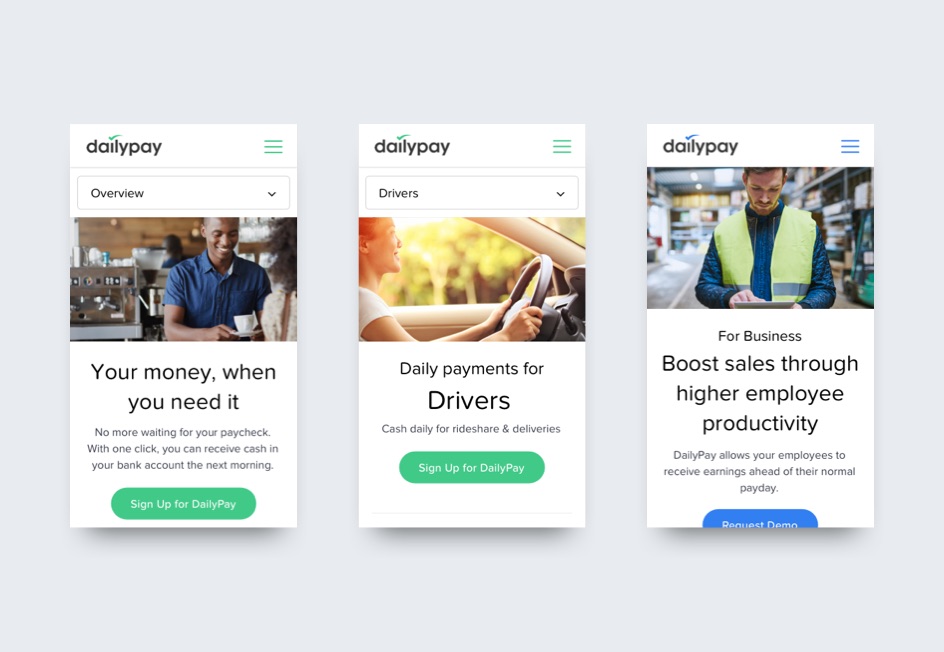 dailypay
Overview
Your money, when
you need it
No more waiting for your paycheck.
With one click, you can receive cash in
your bank account the next morning.
Sign Up for DailyPay
dailypay
Drivers
Daily payments for
Drivers
Cash daily for rideshare & deliveries
Sign Up for DailyPay
dailypay
For Business
Boost sales through
higher employee
productivity
DailyPay allows your employees to
receive earnings ahead of their normal
payday.
Request Demo